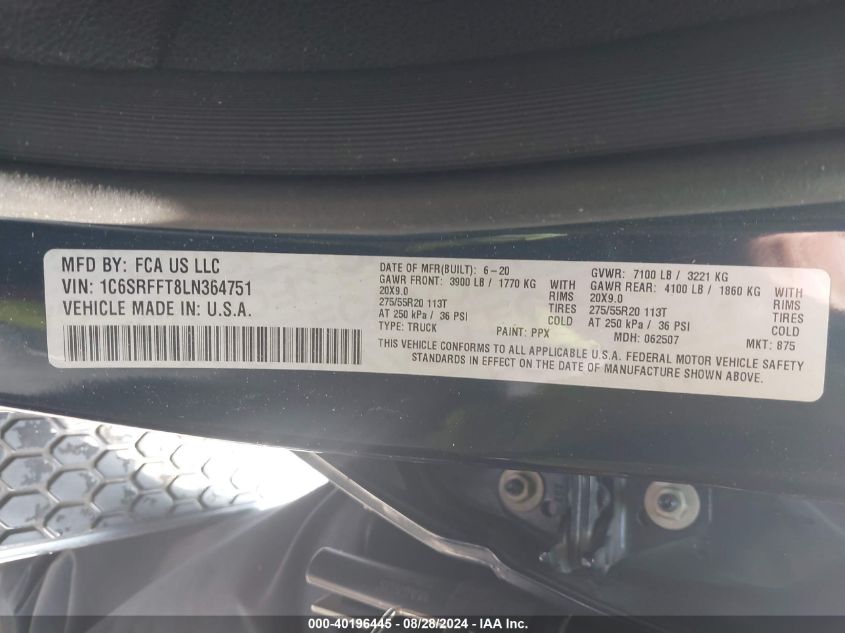 MFD BY: FCA US LLC
VIN: 1C6SRFFT8LN364751
VEHICLE MADE IN: U.S.A.
DATE OF MFR(BUILT): 6-20
GAWR FRONT: 3900 LB / 1770 KG WITH
20X9.0 RIMS
275/55R20 113T TIRES
AT 250 kPa / 36 PSI COLD
TYPE: TRUCK PAINT: PPX
GVWR: 7100 LB / 3221 KG
GAWR REAR: 4100 LB / 1860 KG WITH
20X9.0 RIMS
275/55R20 113T TIRES
AT 250 kPa / 36 PSI COLD
MDH: 062507 MKT: 875
THIS VEHICLE CONFORMS TO ALL APPLICABLE U.S.A. FEDERAL MOTOR VEHICLE SAFETY
STANDARDS IN EFFECT ON THE DATE OF MANUFACTURE SHOWN ABOVE.
000-40196445 - 08/28/2024 - IAA Inc.